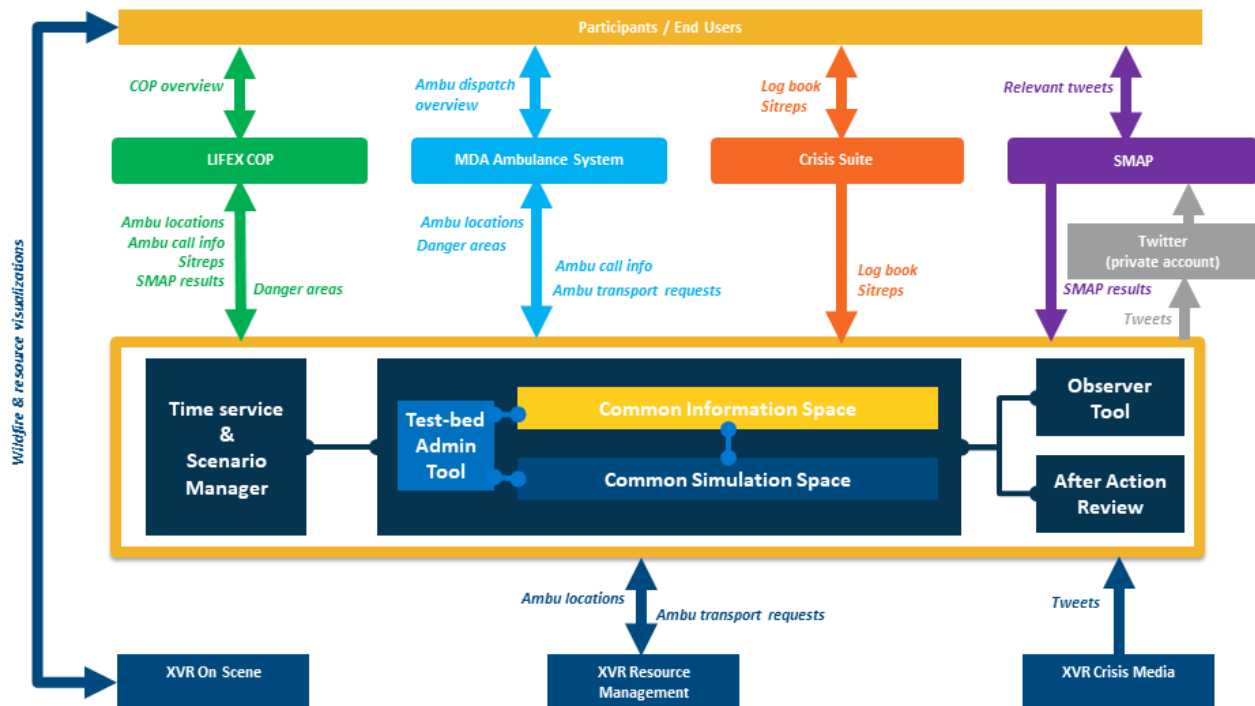 Participants / End Users
COP overview
Ambu dispatch
overview
Log book
Sitreps
Relevant tweets
LIFEX COP
MDA Ambulance System
Crisis Suite
SMAP
Ambu locations
Ambu call info
Sitreps
SMAP results
Danger areas
Ambu locations
Danger areas
Ambu call info
Ambu transport requests
Log book
Sitreps
Twitter
(private account)
SMAP results
Tweets
Wildfire & resource visualizations
Time service
&
Scenario
Manager
Test-bed
Admin
Tool
Common Information Space
Common Simulation Space
Observer
Tool
After Action
Review
Ambu locations
Ambu transport requests
Tweets
XVR On Scene
XVR Resource
Management
XVR Crisis Media